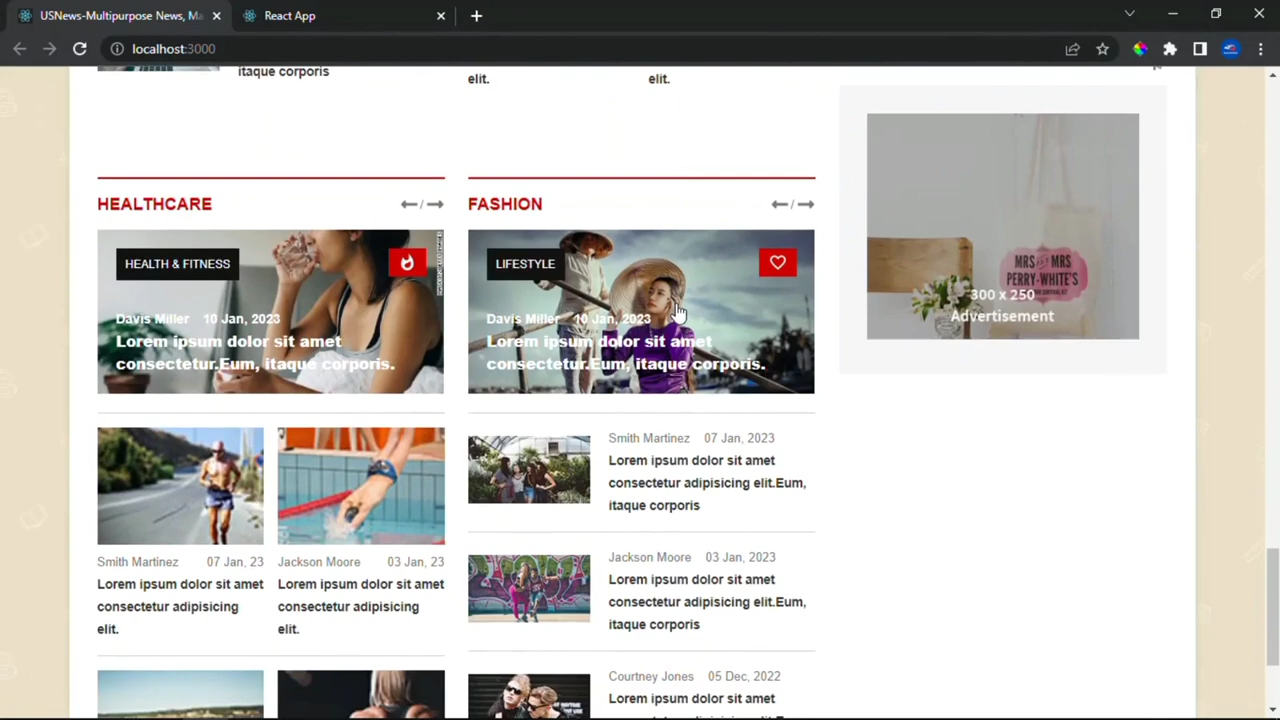 USNews-Multipurpose News, Ma
React App
localhost:3000
itaque corporis
elit.
elit.
HEALTHCARE
/
FASHION
/
HEALTH & FITNESS
Davis Miller 10 Jan, 2023
Lorem ipsum dolor sit amet
consectetur.Eum, itaque corporis.
LIFESTYLE
Davis Miller 10 Jan, 2023
Lorem ipsum dolor sit amet
consectetur.Eum, itaque corporis.
MRS AND MRS
PERRY-WHITE'S
300 x 250
Advertisement
Smith Martinez 07 Jan, 23
Lorem ipsum dolor sit amet
consectetur adipisicing
elit.
Jackson Moore 03 Jan, 23
Lorem ipsum dolor sit amet
consectetur adipisicing
elit.
Smith Martinez 07 Jan, 2023
Lorem ipsum dolor sit amet
consectetur adipisicing elit.Eum,
itaque corporis
Jackson Moore 03 Jan, 2023
Lorem ipsum dolor sit amet
consectetur adipisicing elit.Eum,
itaque corporis
Courtney Jones 05 Dec, 2022
Lorem ipsum dolor sit amet